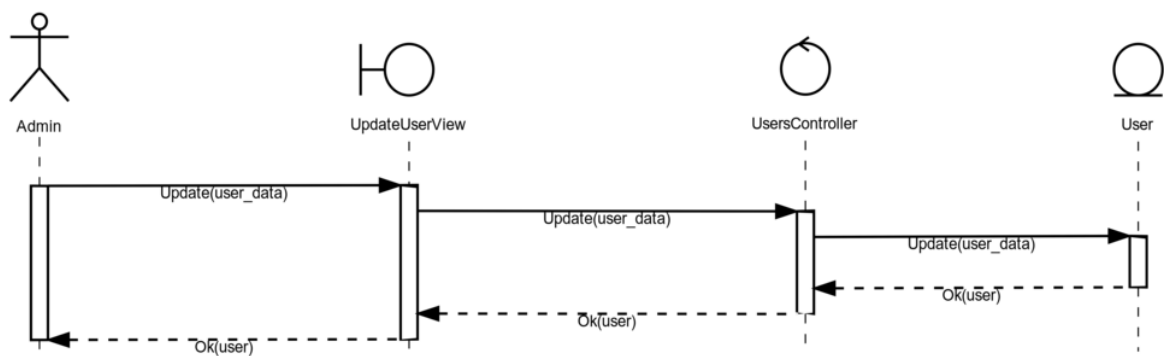 Admin
UpdateUserView
UsersController
User
Update(user_data)
Update(user_data)
Update(user_data)
Ok(user)
Ok(user)
Ok(user)